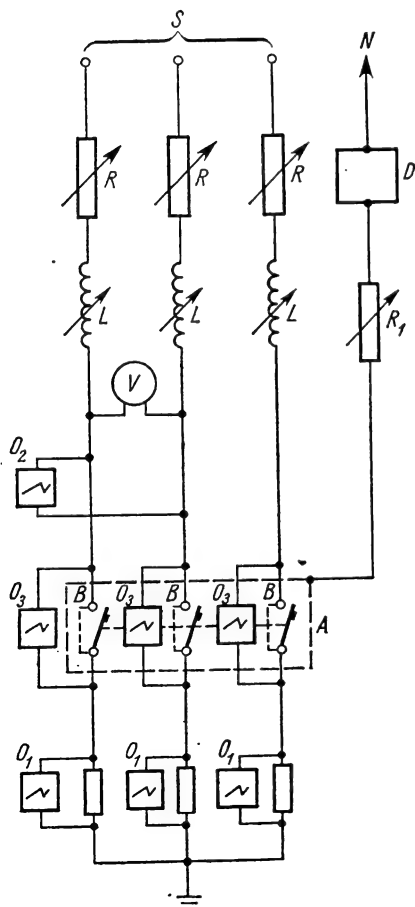 S
N
R R R D
L L L R₁
V
O₂
O₃ B O₃ B O₃ B A
O₁ O₁ O₁